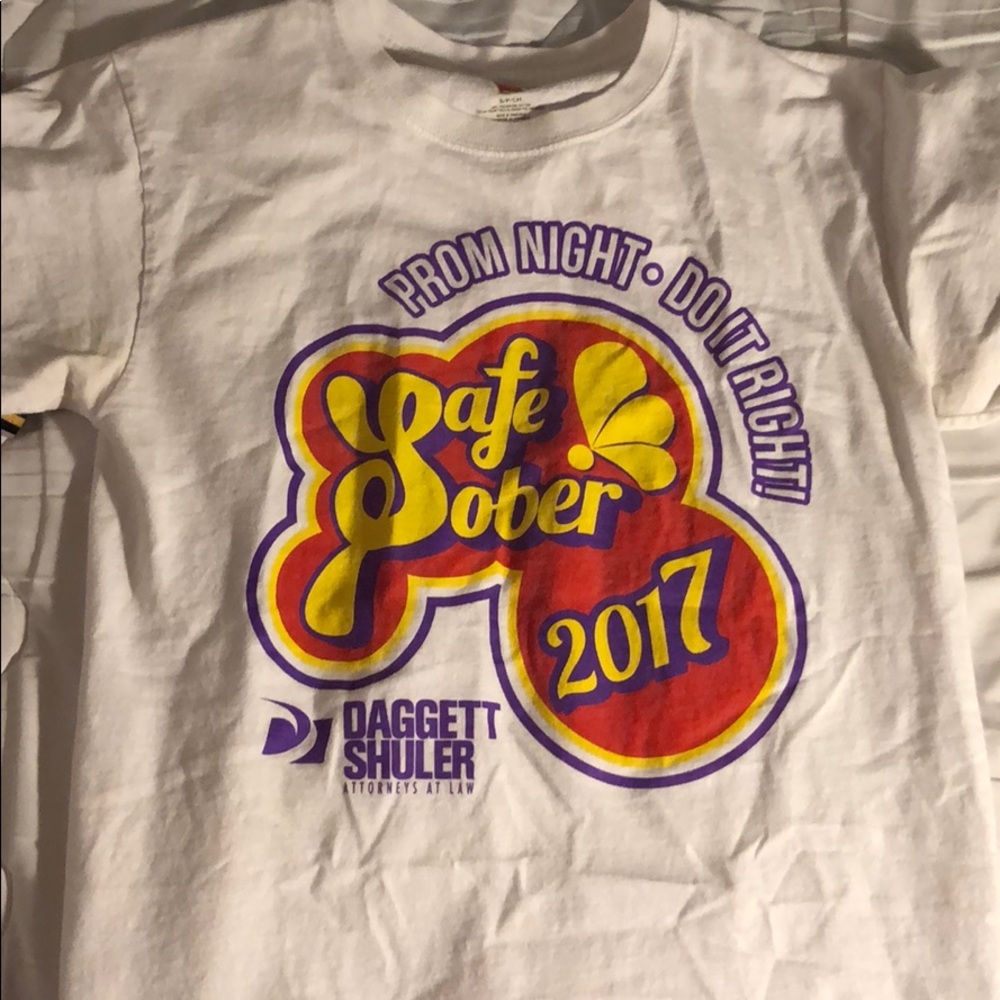 PROM NIGHT • DO IT RIGHT!
Safe
Sober
2017
DAGGETT
SHULER
ATTORNEYS AT LAW